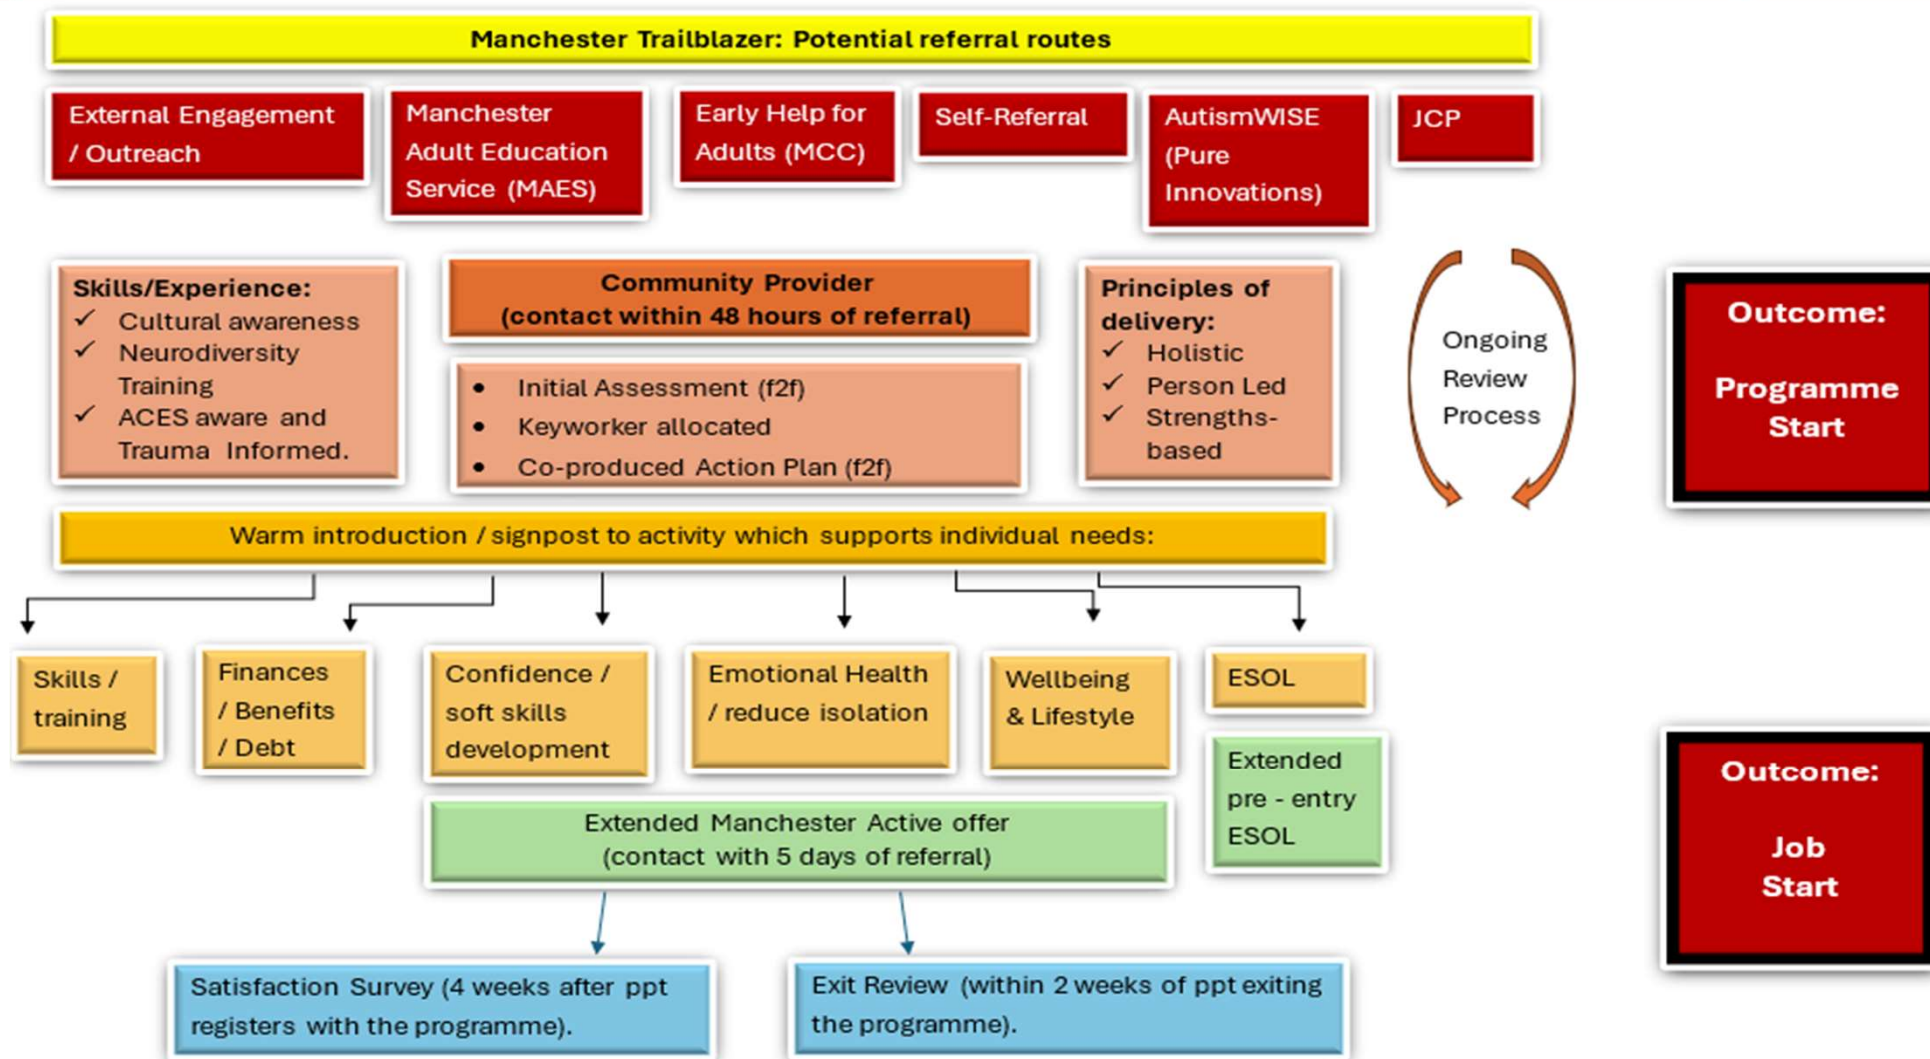 Manchester Trailblazer: Potential referral routes
External Engagement
/ Outreach
Manchester
Adult Education
Service (MAES)
Early Help for
Adults (MCC)
Self-Referral
AutismWISE
(Pure
Innovations)
JCP
Skills/Experience:
✓ Cultural awareness
✓ Neurodiversity
Training
✓ ACES aware and
Trauma Informed.
Community Provider
(contact within 48 hours of referral)
• Initial Assessment (f2f)
• Keyworker allocated
• Co-produced Action Plan (f2f)
Principles of
delivery:
✓ Holistic
✓ Person Led
✓ Strengths-
based
Ongoing
Review
Process
Outcome:
Programme
Start
Warm introduction / signpost to activity which supports individual needs:
Skills /
training
Finances
/ Benefits
/ Debt
Confidence /
soft skills
development
Emotional Health
/ reduce isolation
Wellbeing
& Lifestyle
ESOL
Extended
pre - entry
ESOL
Outcome:
Job
Start
Extended Manchester Active offer
(contact with 5 days of referral)
Satisfaction Survey (4 weeks after ppt
registers with the programme).
Exit Review (within 2 weeks of ppt exiting
the programme).